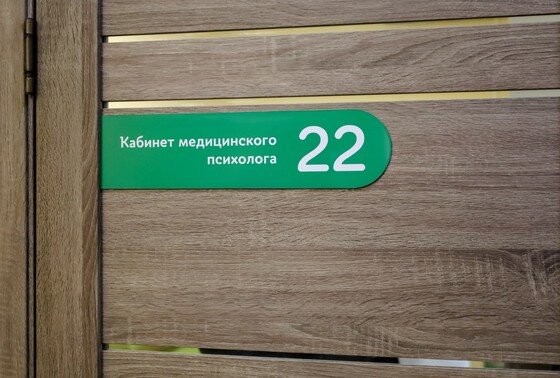 Кабинет медицинского
психолога
22